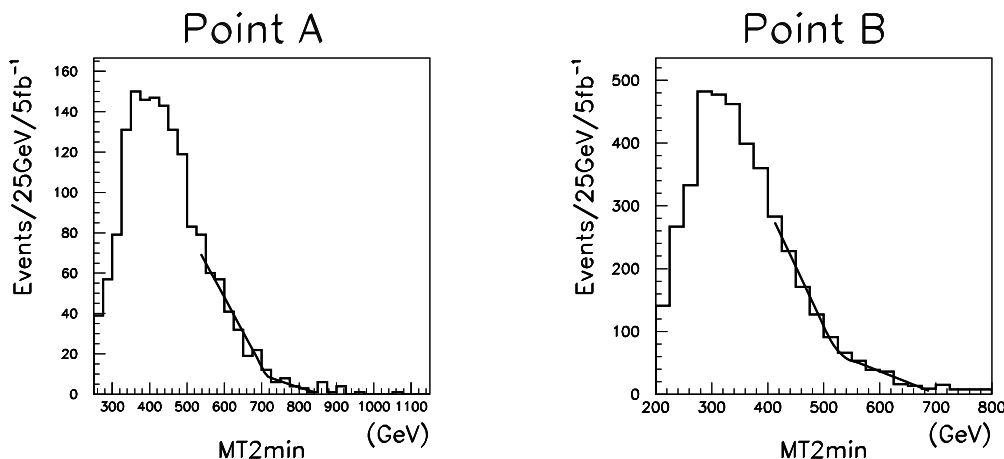 Point A
Events/25GeV/5fb⁻¹
160
140
120
100
80
60
40
20
0
300 400 500 600 700 800 900 1000 1100
(GeV)
MT2min
Point B
Events/25GeV/5fb⁻¹
500
400
300
200
100
0
200 300 400 500 600 700 800
(GeV)
MT2min